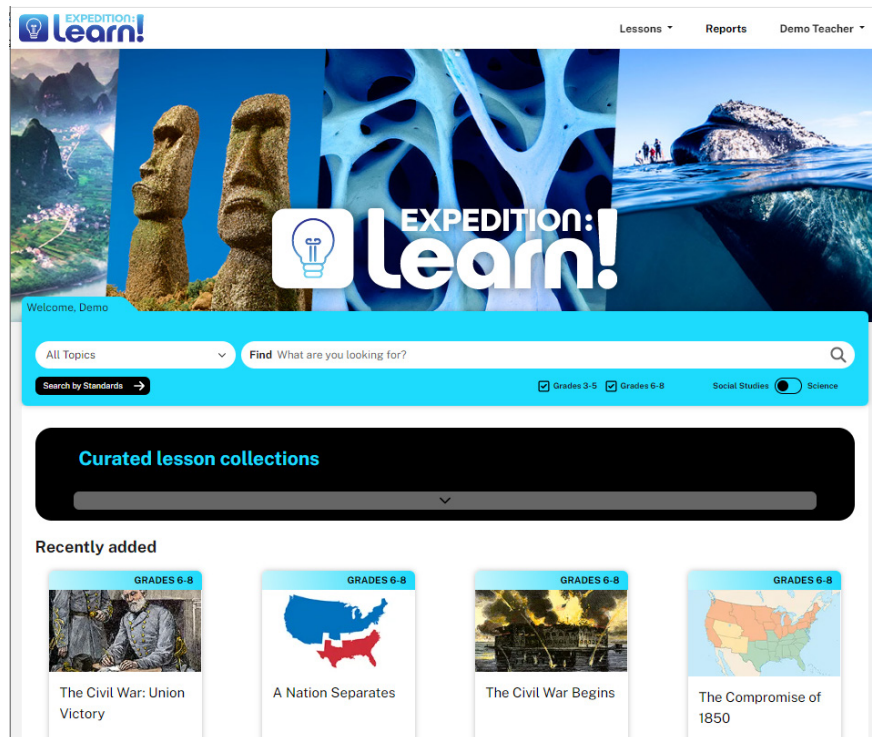 EXPEDITION:
Learn!
Lessons
Reports
Demo Teacher
EXPEDITION:
Learn!
Welcome, Demo
All Topics
Find What are you looking for?
Search by Standards
Grades 3-5
Grades 6-8
Social Studies
Science
Curated lesson collections
Recently added
GRADES 6-8
GRADES 6-8
GRADES 6-8
GRADES 6-8
The Civil War: Union
Victory
A Nation Separates
The Civil War Begins
The Compromise of
1850